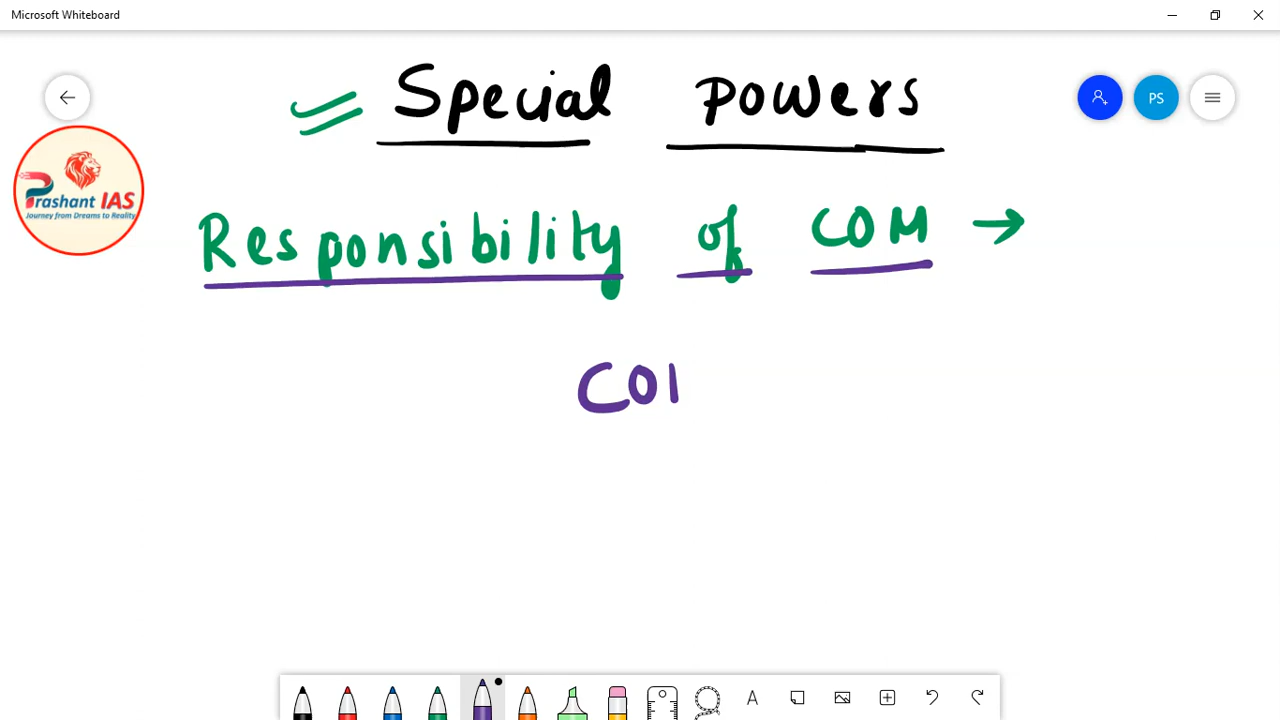 Microsoft Whiteboard
Special Powers
PS
Prashant IAS
Journey from Dreams to Reality
Responsibility of COM →
COI
A